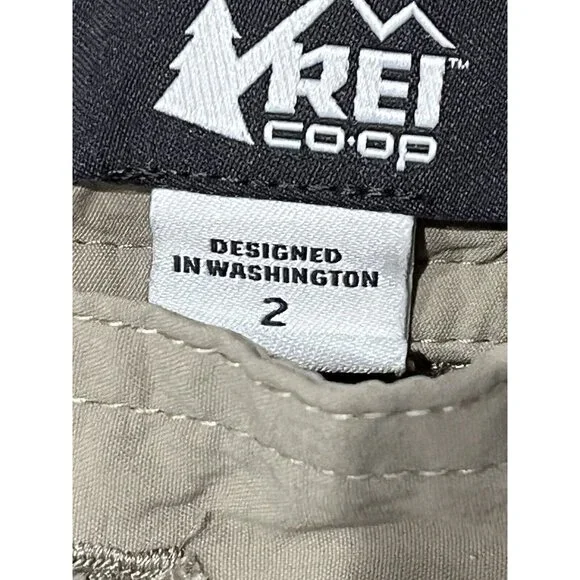 REI™
CO·OP
DESIGNED
IN WASHINGTON
2